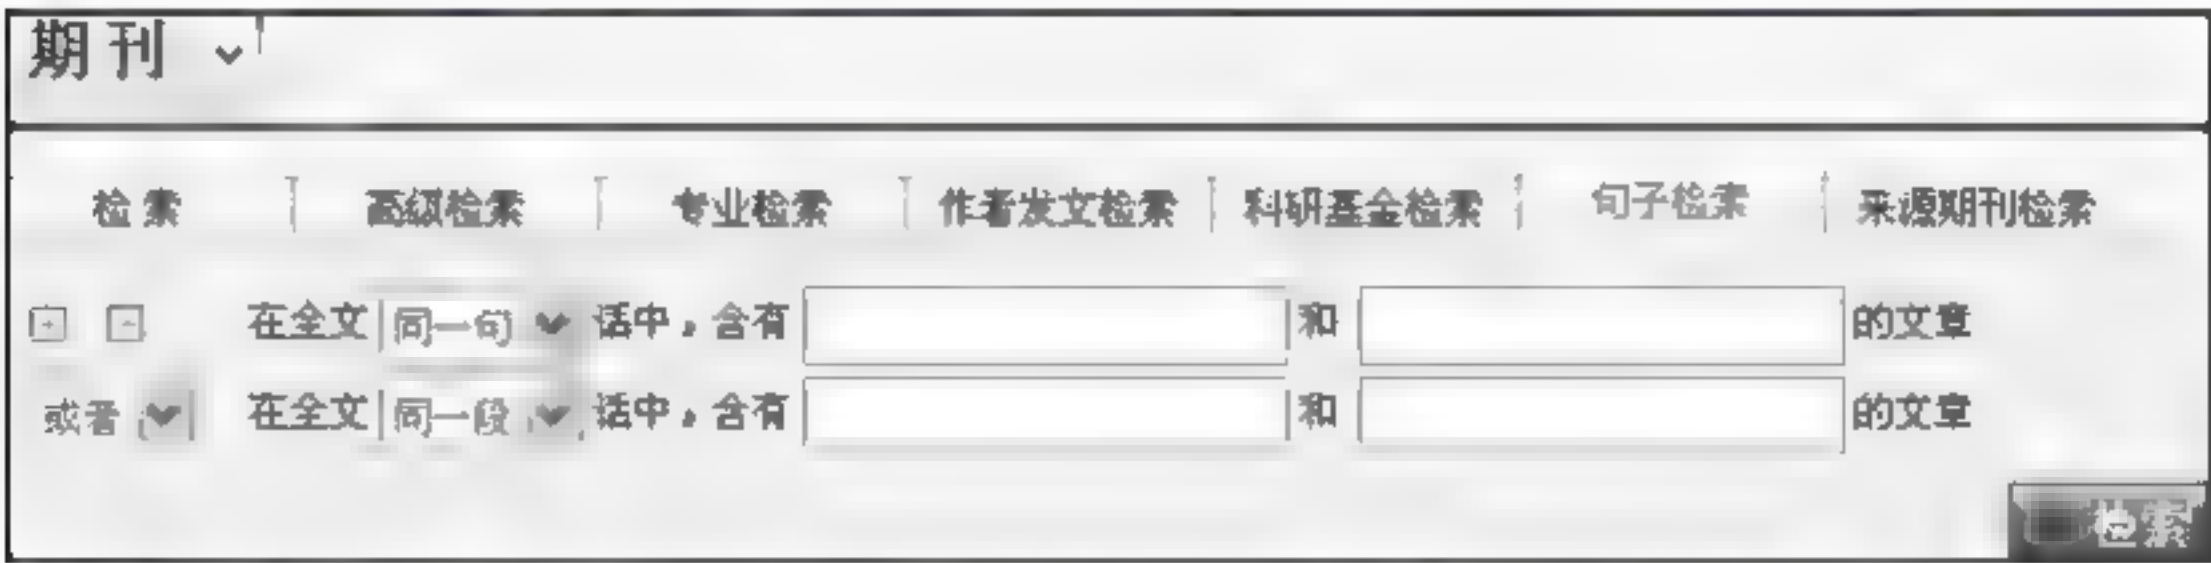 期刊
检索 高级检索 专业检索 作者发文检索 科研基金检索 句子检索 来源期刊检索
在全文 同一句 话中，含有 和 的文章
或者 在全文 同一段 话中，含有 和 的文章
检索